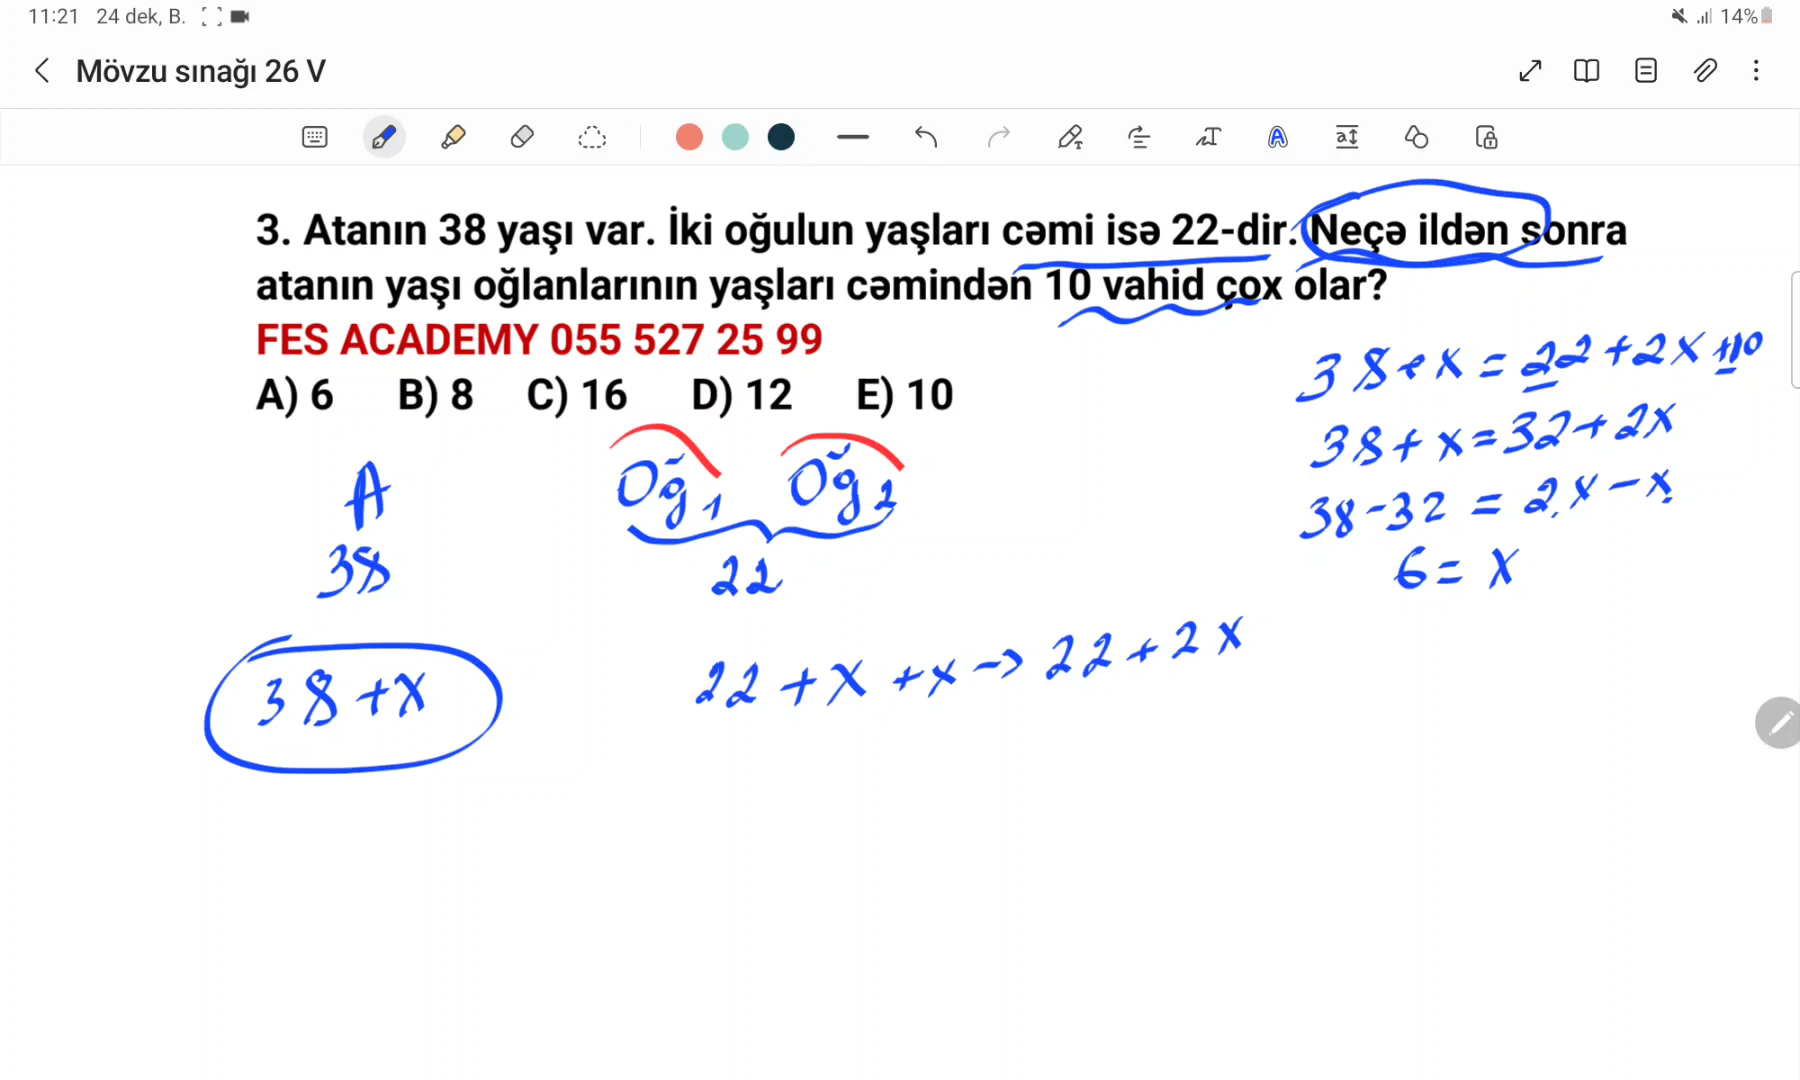 11:21 24 dek, B. 14%
Mövzu sınağı 26 V
3. Atanın 38 yaşı var. İki oğulun yaşları cəmi isə 22-dir. Neçə ildən sonra
atanın yaşı oğlanlarının yaşları cəmindən 10 vahid çox olar?
FES ACADEMY 055 527 25 99
A) 6 B) 8 C) 16 D) 12 E) 10
A Oğ1 Oğ2
38 22
38+x 22+x+x→22+2x
38+x=22+2x+10
38+x=32+2x
38-32=2x-x
6=x